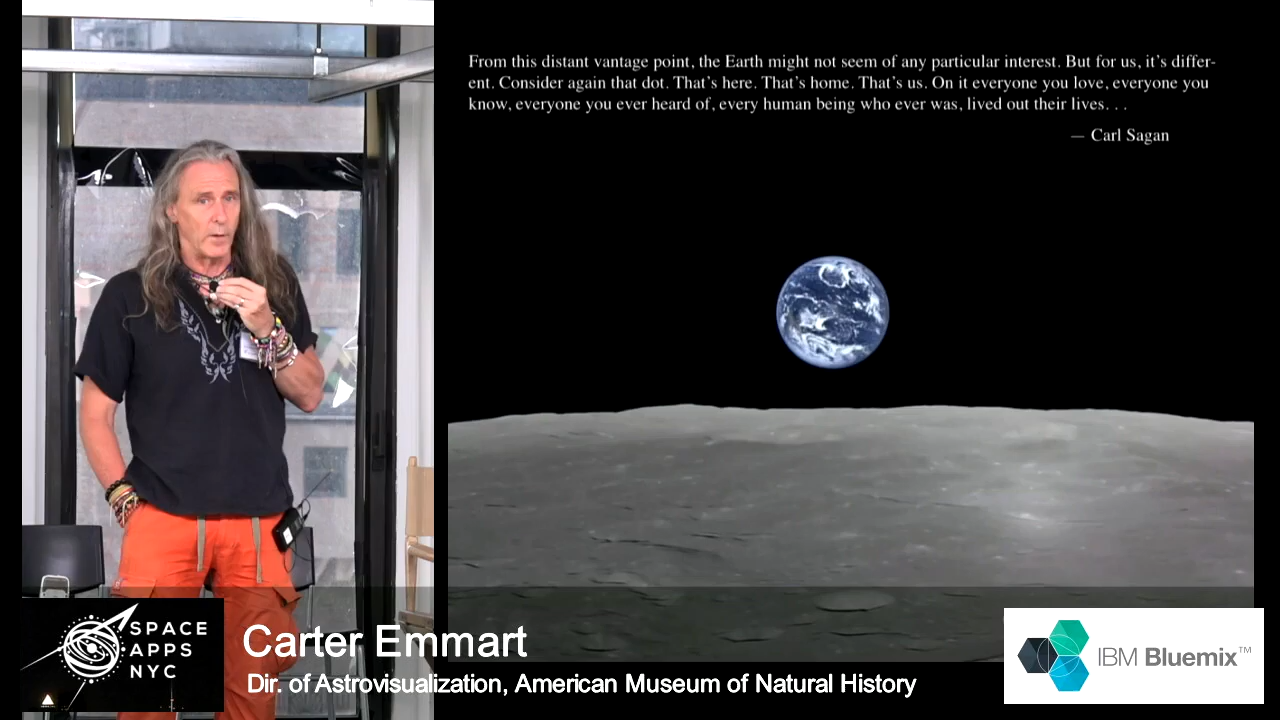 From this distant vantage point, the Earth might not seem of any particular interest. But for us, it's differ-
ent. Consider again that dot. That's here. That's home. That's us. On it everyone you love, everyone you
know, everyone you ever heard of, every human being who ever was, lived out their lives. . .
— Carl Sagan
SPACE
APPS
NYC
Carter Emmart
Dir. of Astrovisualization, American Museum of Natural History
IBM Bluemix™